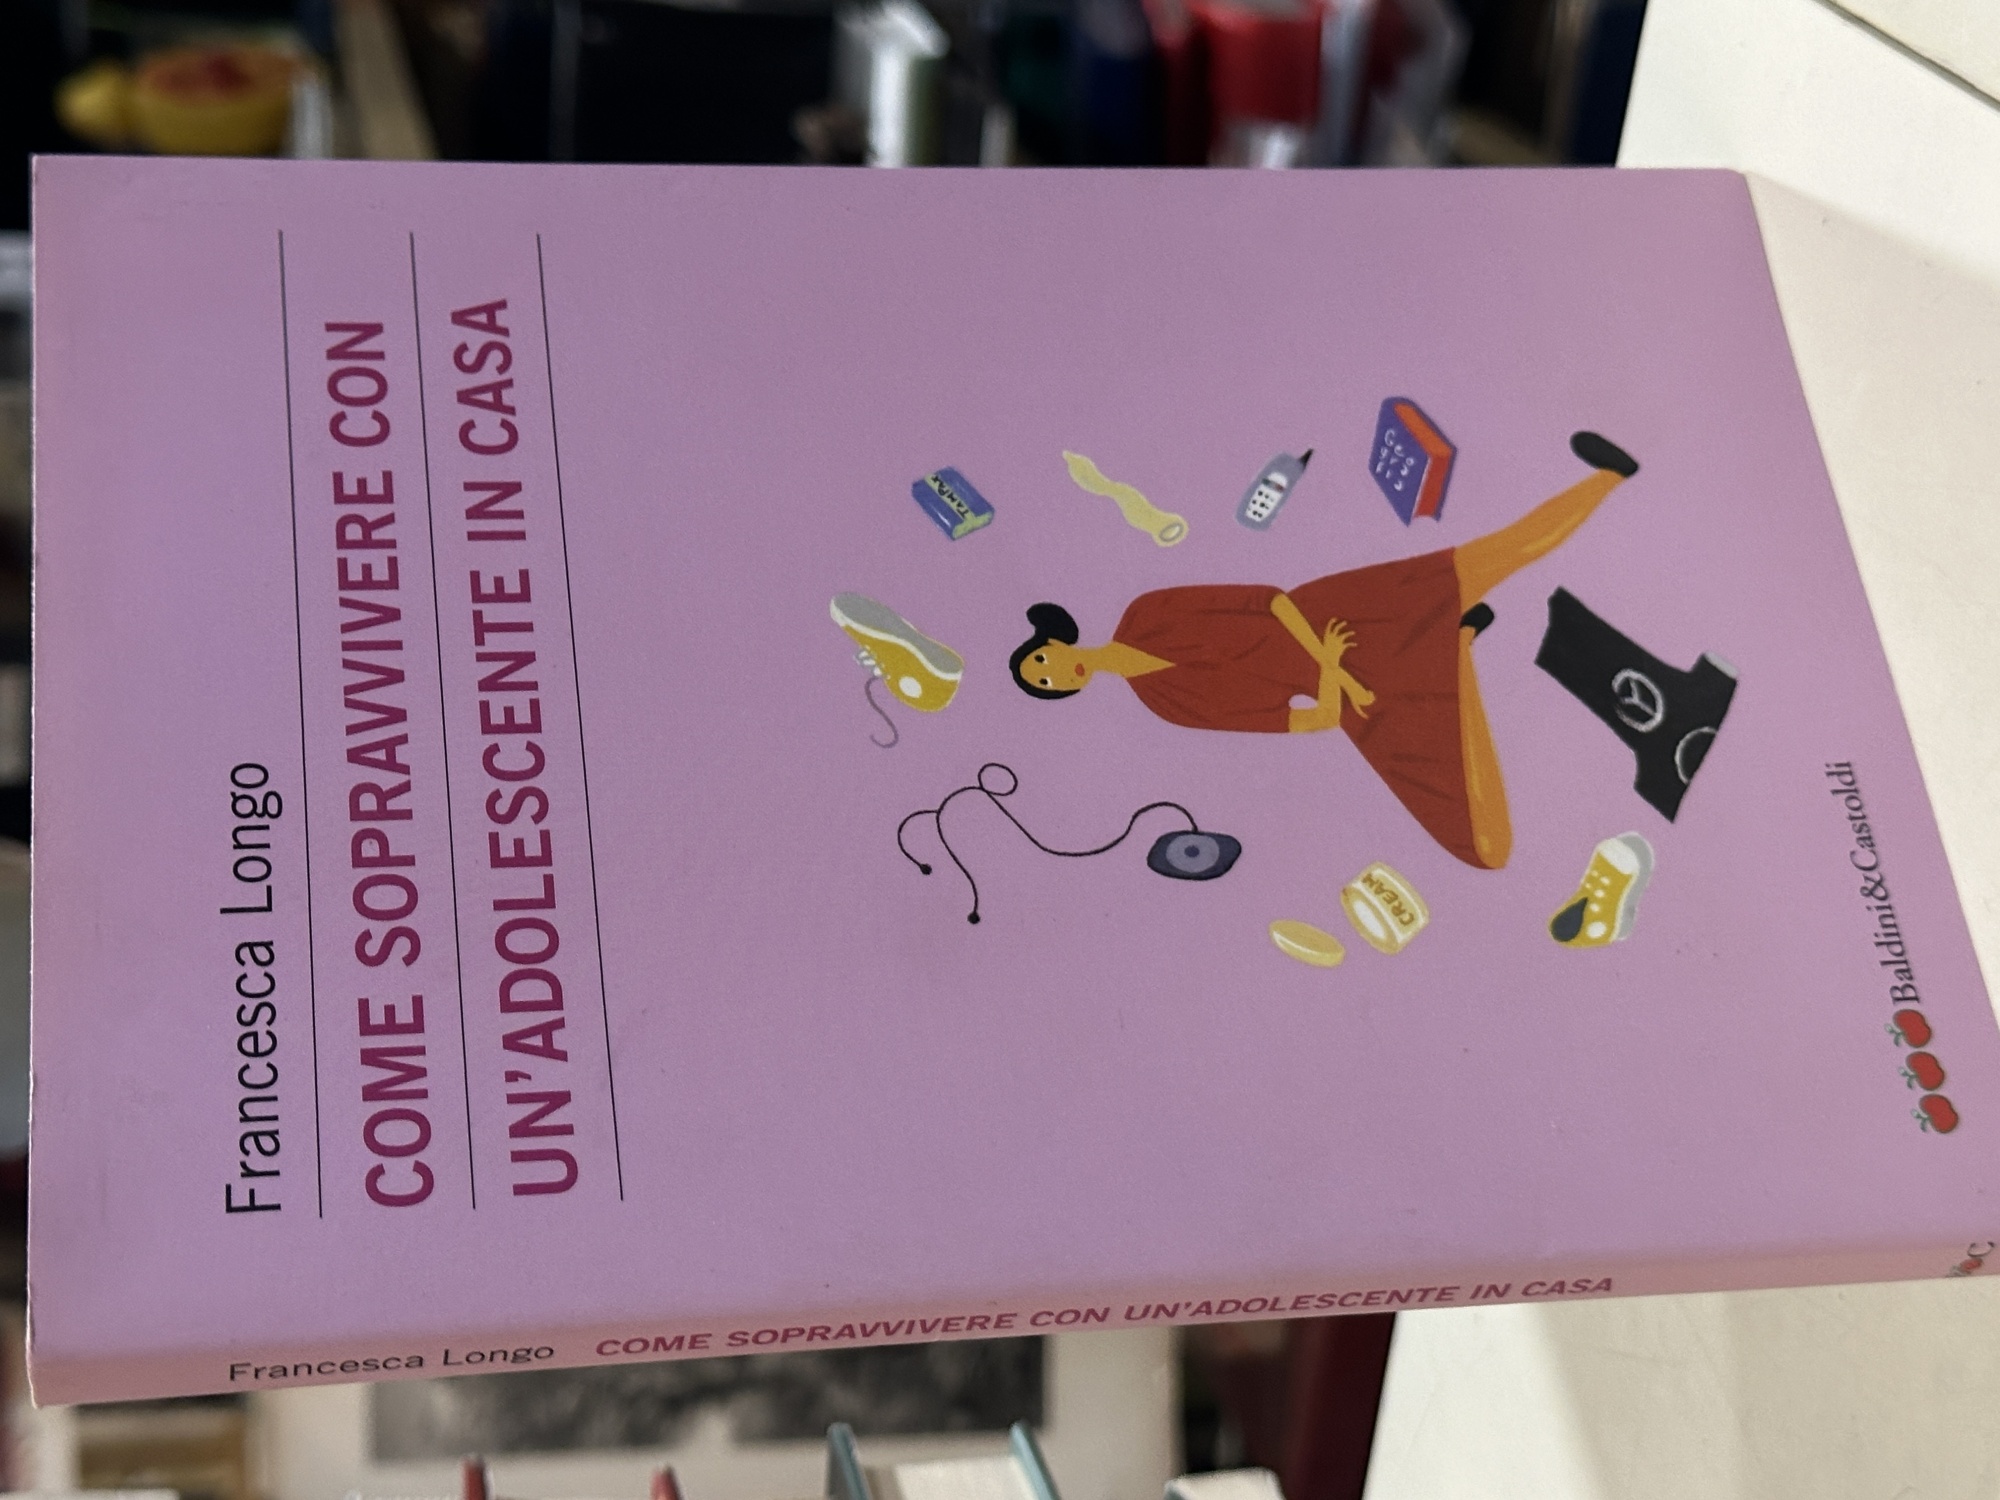 Francesca Longo
COME SOPRAVVIVERE CON
UN'ADOLESCENTE IN CASA
TAMPAX
CREAM
Baldini&Castoldi
Francesca Longo COME SOPRAVVIVERE CON UN'ADOLESCENTE IN CASA